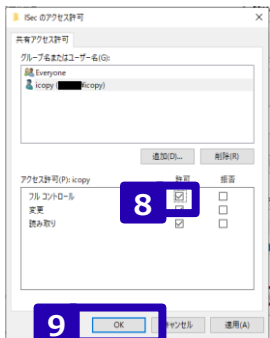 ISec のアクセス許可
共有アクセス許可
グループ名またはユーザー名(G):
Everyone
icopy (      #icopy)
追加(D)...
削除(R)
アクセス許可(P): icopy
許可
拒否
フル コントロール
変更
読み取り
8
9
OK
キャンセル
適用(A)